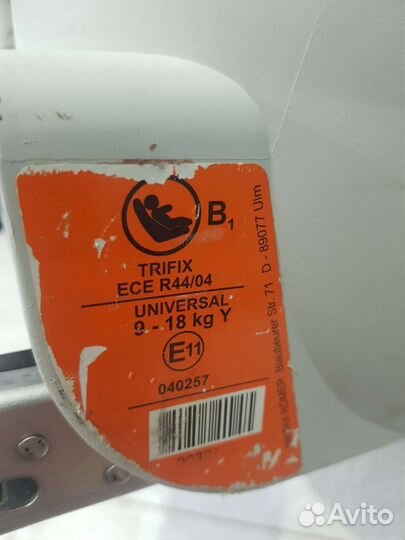 B1
TRIFIX
ECE R44/04
UNIVERSAL
9 - 18 kg Y
E11
040257
RÖMER Blaubeurer Str. 71 D - 89077 Ulm
Avito